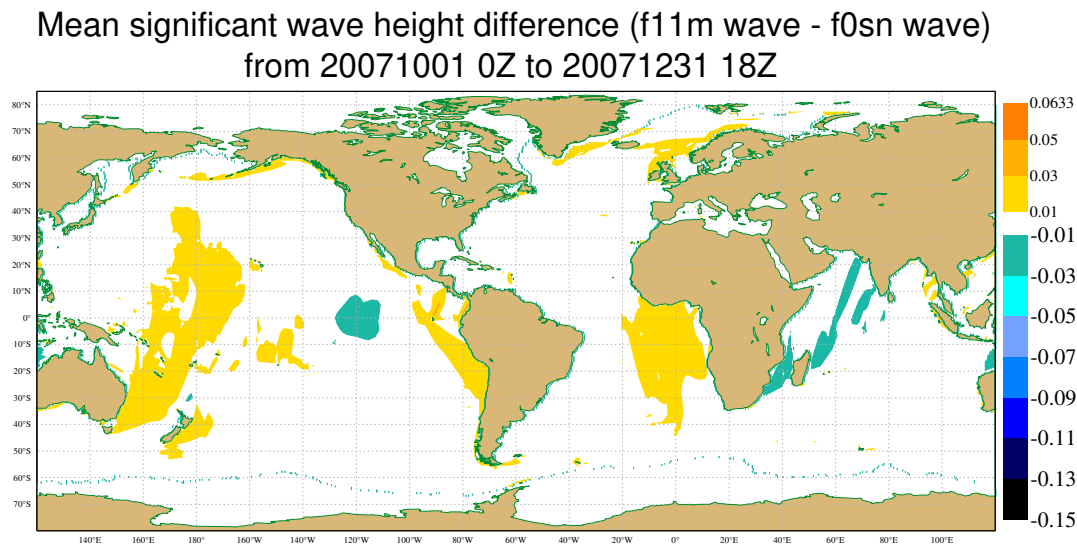 Mean significant wave height difference (f11m wave - f0sn wave)
from 20071001 0Z to 20071231 18Z
80°N
70°N
60°N
50°N
40°N
30°N
20°N
10°N
0°
10°S
20°S
30°S
40°S
50°S
60°S
70°S
140°E 160°E 180°W 160°W 140°W 120°W 100°W 80°W 60°W 40°W 20°W 0° 20°E 40°E 60°E 80°E 100°E
0.0633
0.05
0.03
0.01
-0.01
-0.03
-0.05
-0.07
-0.09
-0.11
-0.13
-0.15